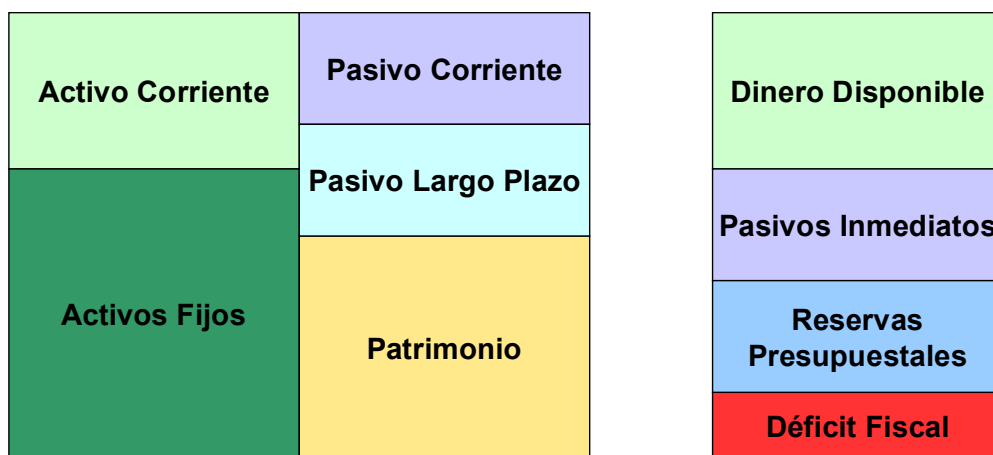 Activo Corriente
Activos Fijos
Pasivo Corriente
Pasivo Largo Plazo
Patrimonio
Dinero Disponible
Pasivos Inmediatos
Reservas
Presupuestales
Déficit Fiscal